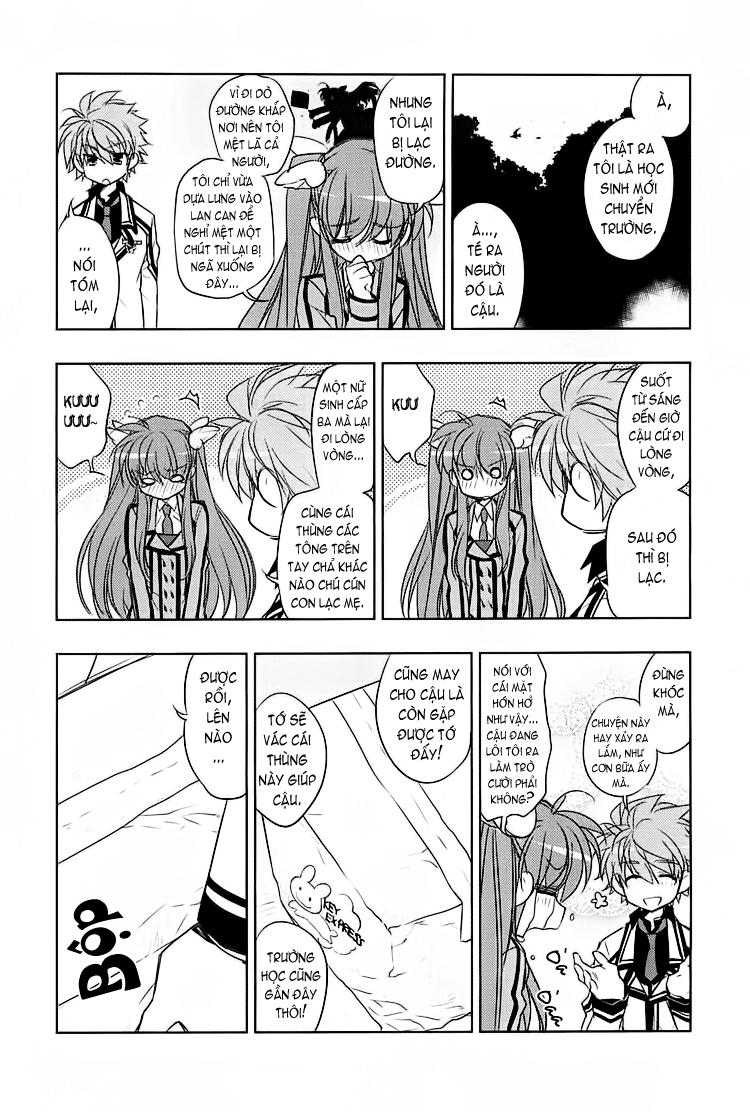 À,
THẬT RA
TÔI LÀ HỌC
SINH MỚI
CHUYỂN
TRƯỜNG.
À...,
TÉ RA
NGƯỜI
ĐÓ LÀ
CẬU.
NHƯNG
TÔI LẠI
BỊ LẠC
ĐƯỜNG.
VÌ ĐI DÒ
ĐƯỜNG KHẮP
NƠI NÊN TÔI
MỆT LÃ CẢ
NGƯỜI,
TÔI CHỈ VỪA
DỰA LƯNG VÀO
LAN CAN ĐỂ
NGHỈ MỆT MỘT
CHÚT THÌ LẠI BỊ
NGÃ XUỐNG
ĐÂY...
...
NÓI
TÓM
LẠI,
SUỐT
TỪ SÁNG
ĐẾN GIỜ
CẬU CỨ ĐI
LÒNG
VÒNG,
SAU ĐÓ
THÌ BỊ
LẠC.
KƯƯ
MỘT NỮ
SINH CẤP
BA MÀ LẠI
ĐI LÒNG
VÒNG...
CÙNG CÁI
THÙNG CÁC
TÔNG TRÊN
TAY CHẢ KHÁC
NÀO CHÚ CÚN
CON LẠC MẸ.
KƯƯƯ
ƯƯƯ~
ĐỪNG
KHÓC
MÀ,
CHUYỆN NÀY
HAY XẢY RA
LẮM, NHƯ
CƠM BỮA ẤY
MÀ.
NÓI VỚI
CÁI MẶT
HỚN HỞ
NHƯ VẬY...
CẬU ĐANG
LÔI TÔI RA
LÀM TRÒ
CƯỜI PHẢI
KHÔNG?
CŨNG MAY
CHO CẬU LÀ
CÒN GẶP
ĐƯỢC TỚ
ĐẤY!
TỚ SẼ
VÁC CÁI
THÙNG
NÀY GIÚP
CẬU.
KEY
EXPRESS
TRƯỜNG
HỌC CŨNG
GẦN ĐÂY
THÔI!
ĐƯỢC
RỒI,
LÊN
NÀO
...
BỘP